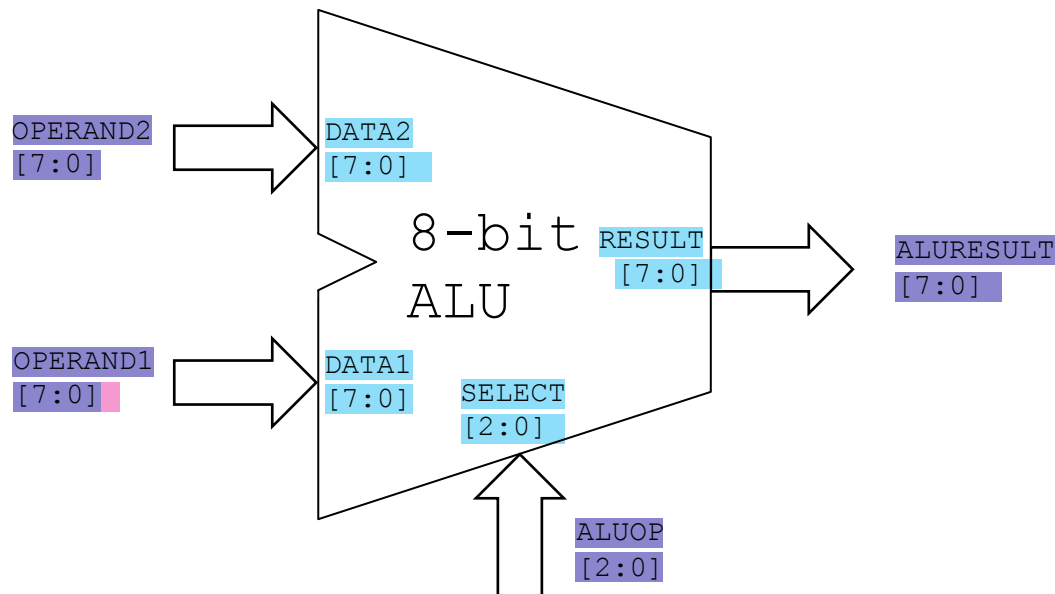 OPERAND2
[7:0]
DATA2
[7:0]
8-bit
ALU
RESULT
[7:0]
ALURESULT
[7:0]
OPERAND1
[7:0]
DATA1
[7:0]
SELECT
[2:0]
ALUOP
[2:0]